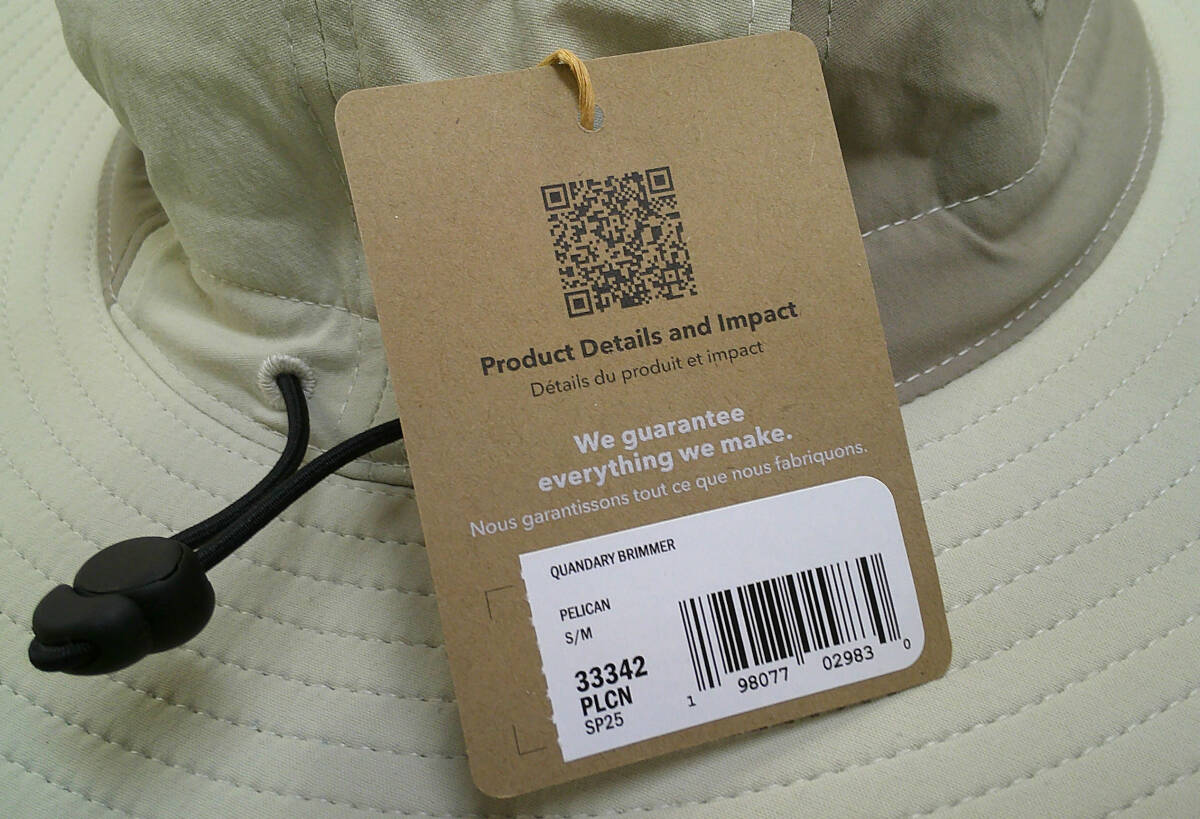 Product Details and Impact
Détails du produit et impact
We guarantee
everything we make.
Nous garantissons tout ce que nous fabriquons.
QUANDARY BRIMMER
PELICAN
S/M
33342
PLCN
SP25
1 98077 02983 0